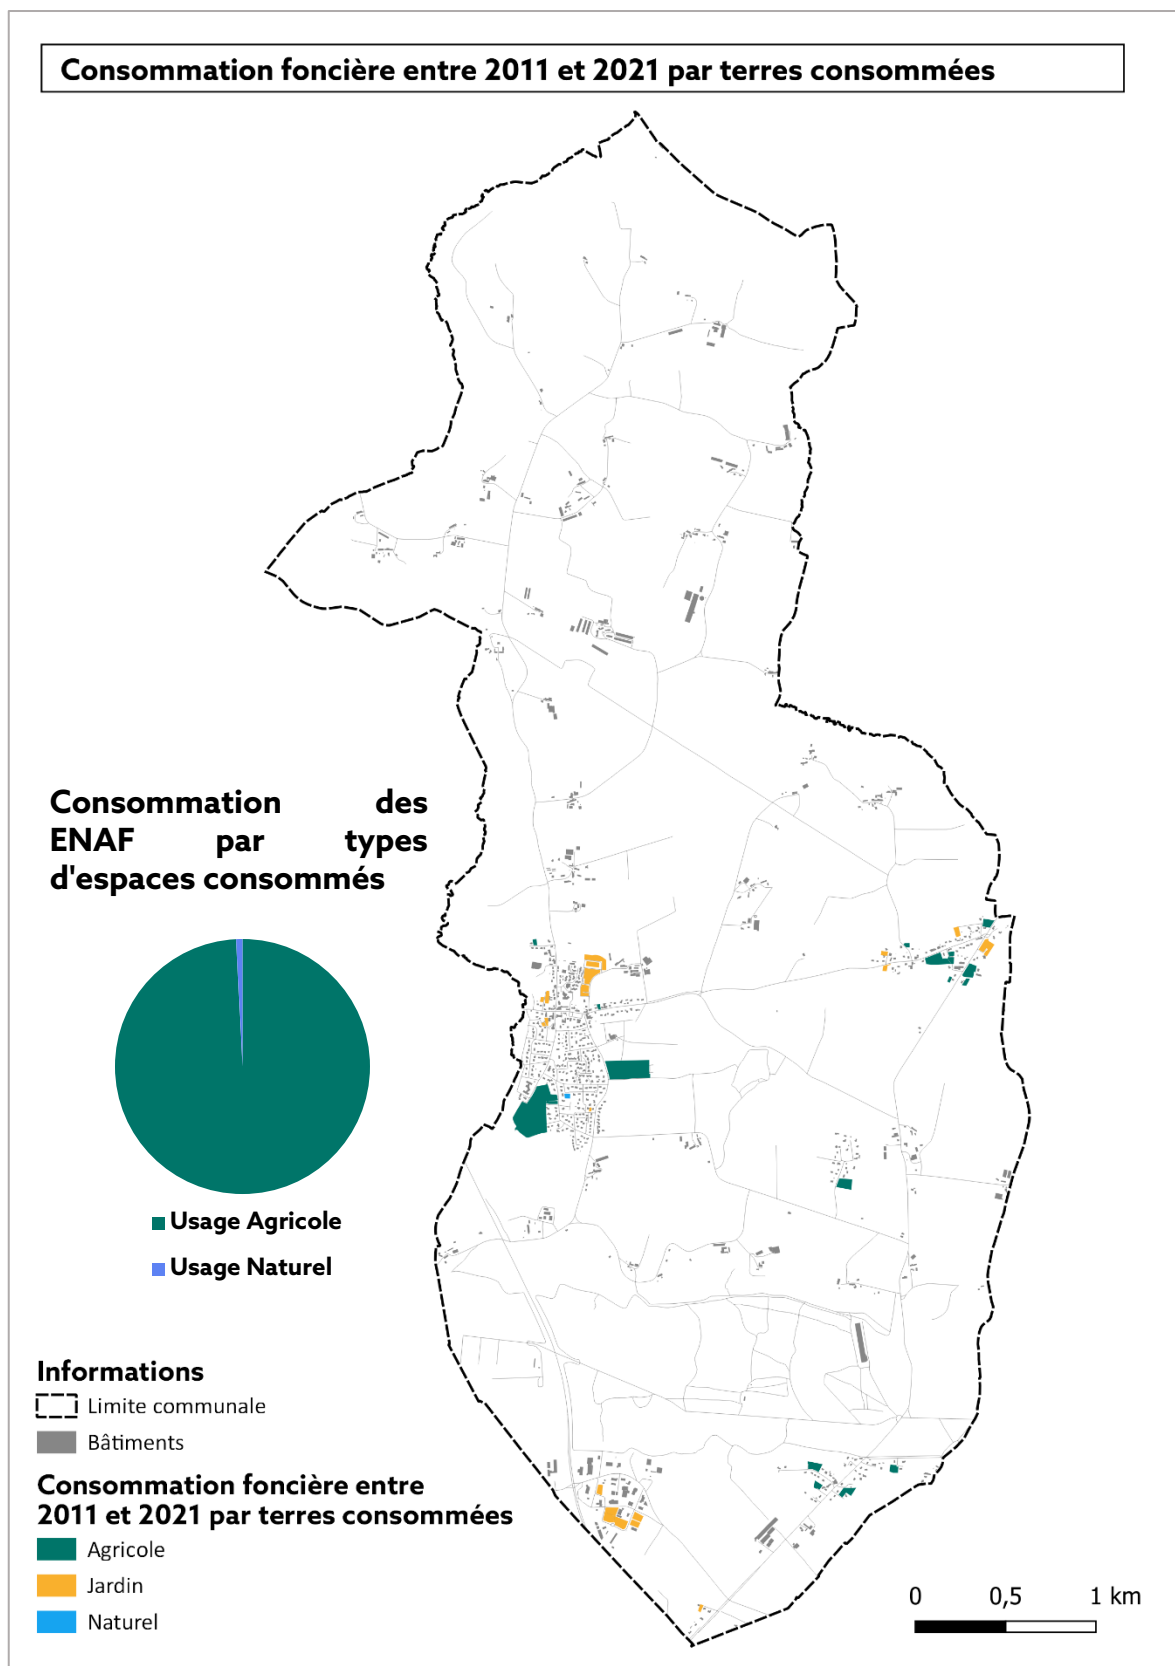 Consommation foncière entre 2011 et 2021 par terres consommées
Consommation des
ENAF par types
d'espaces consommés
Usage Agricole
Usage Naturel
Informations
Limite communale
Bâtiments
Consommation foncière entre
2011 et 2021 par terres consommées
Agricole
Jardin
Naturel
0 0,5 1 km